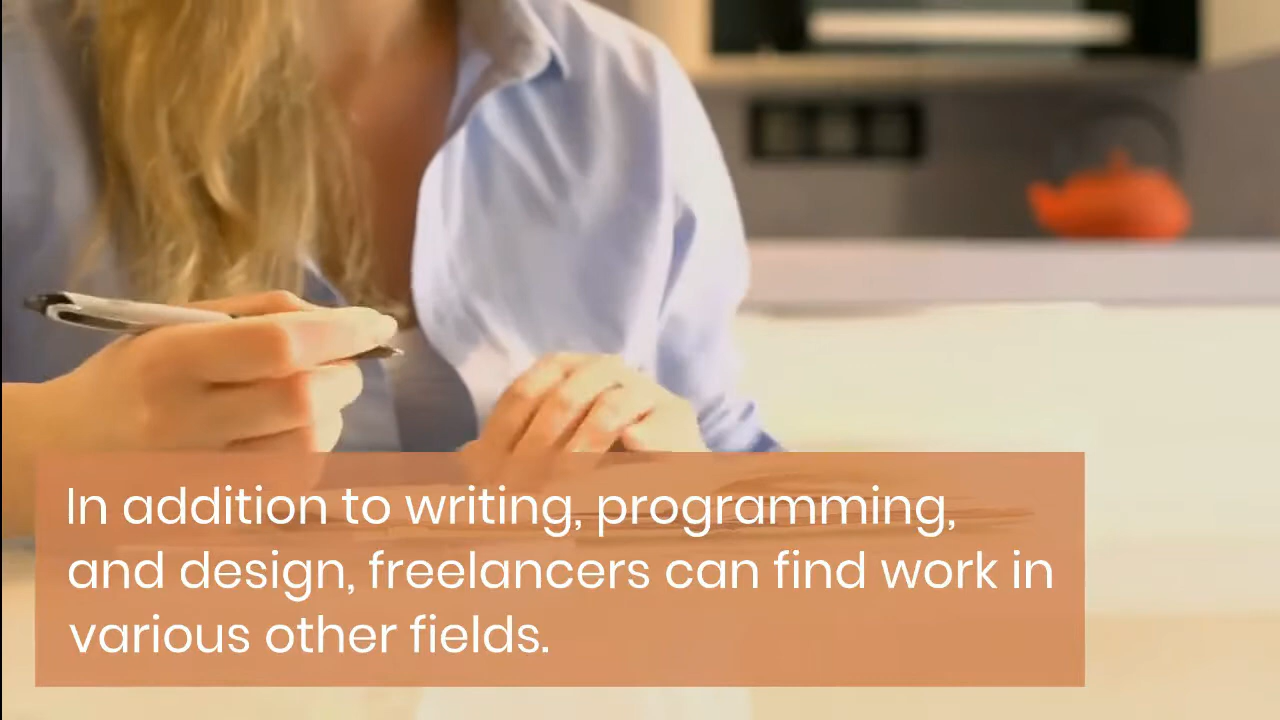 In addition to writing, programming,
and design, freelancers can find work in
various other fields.